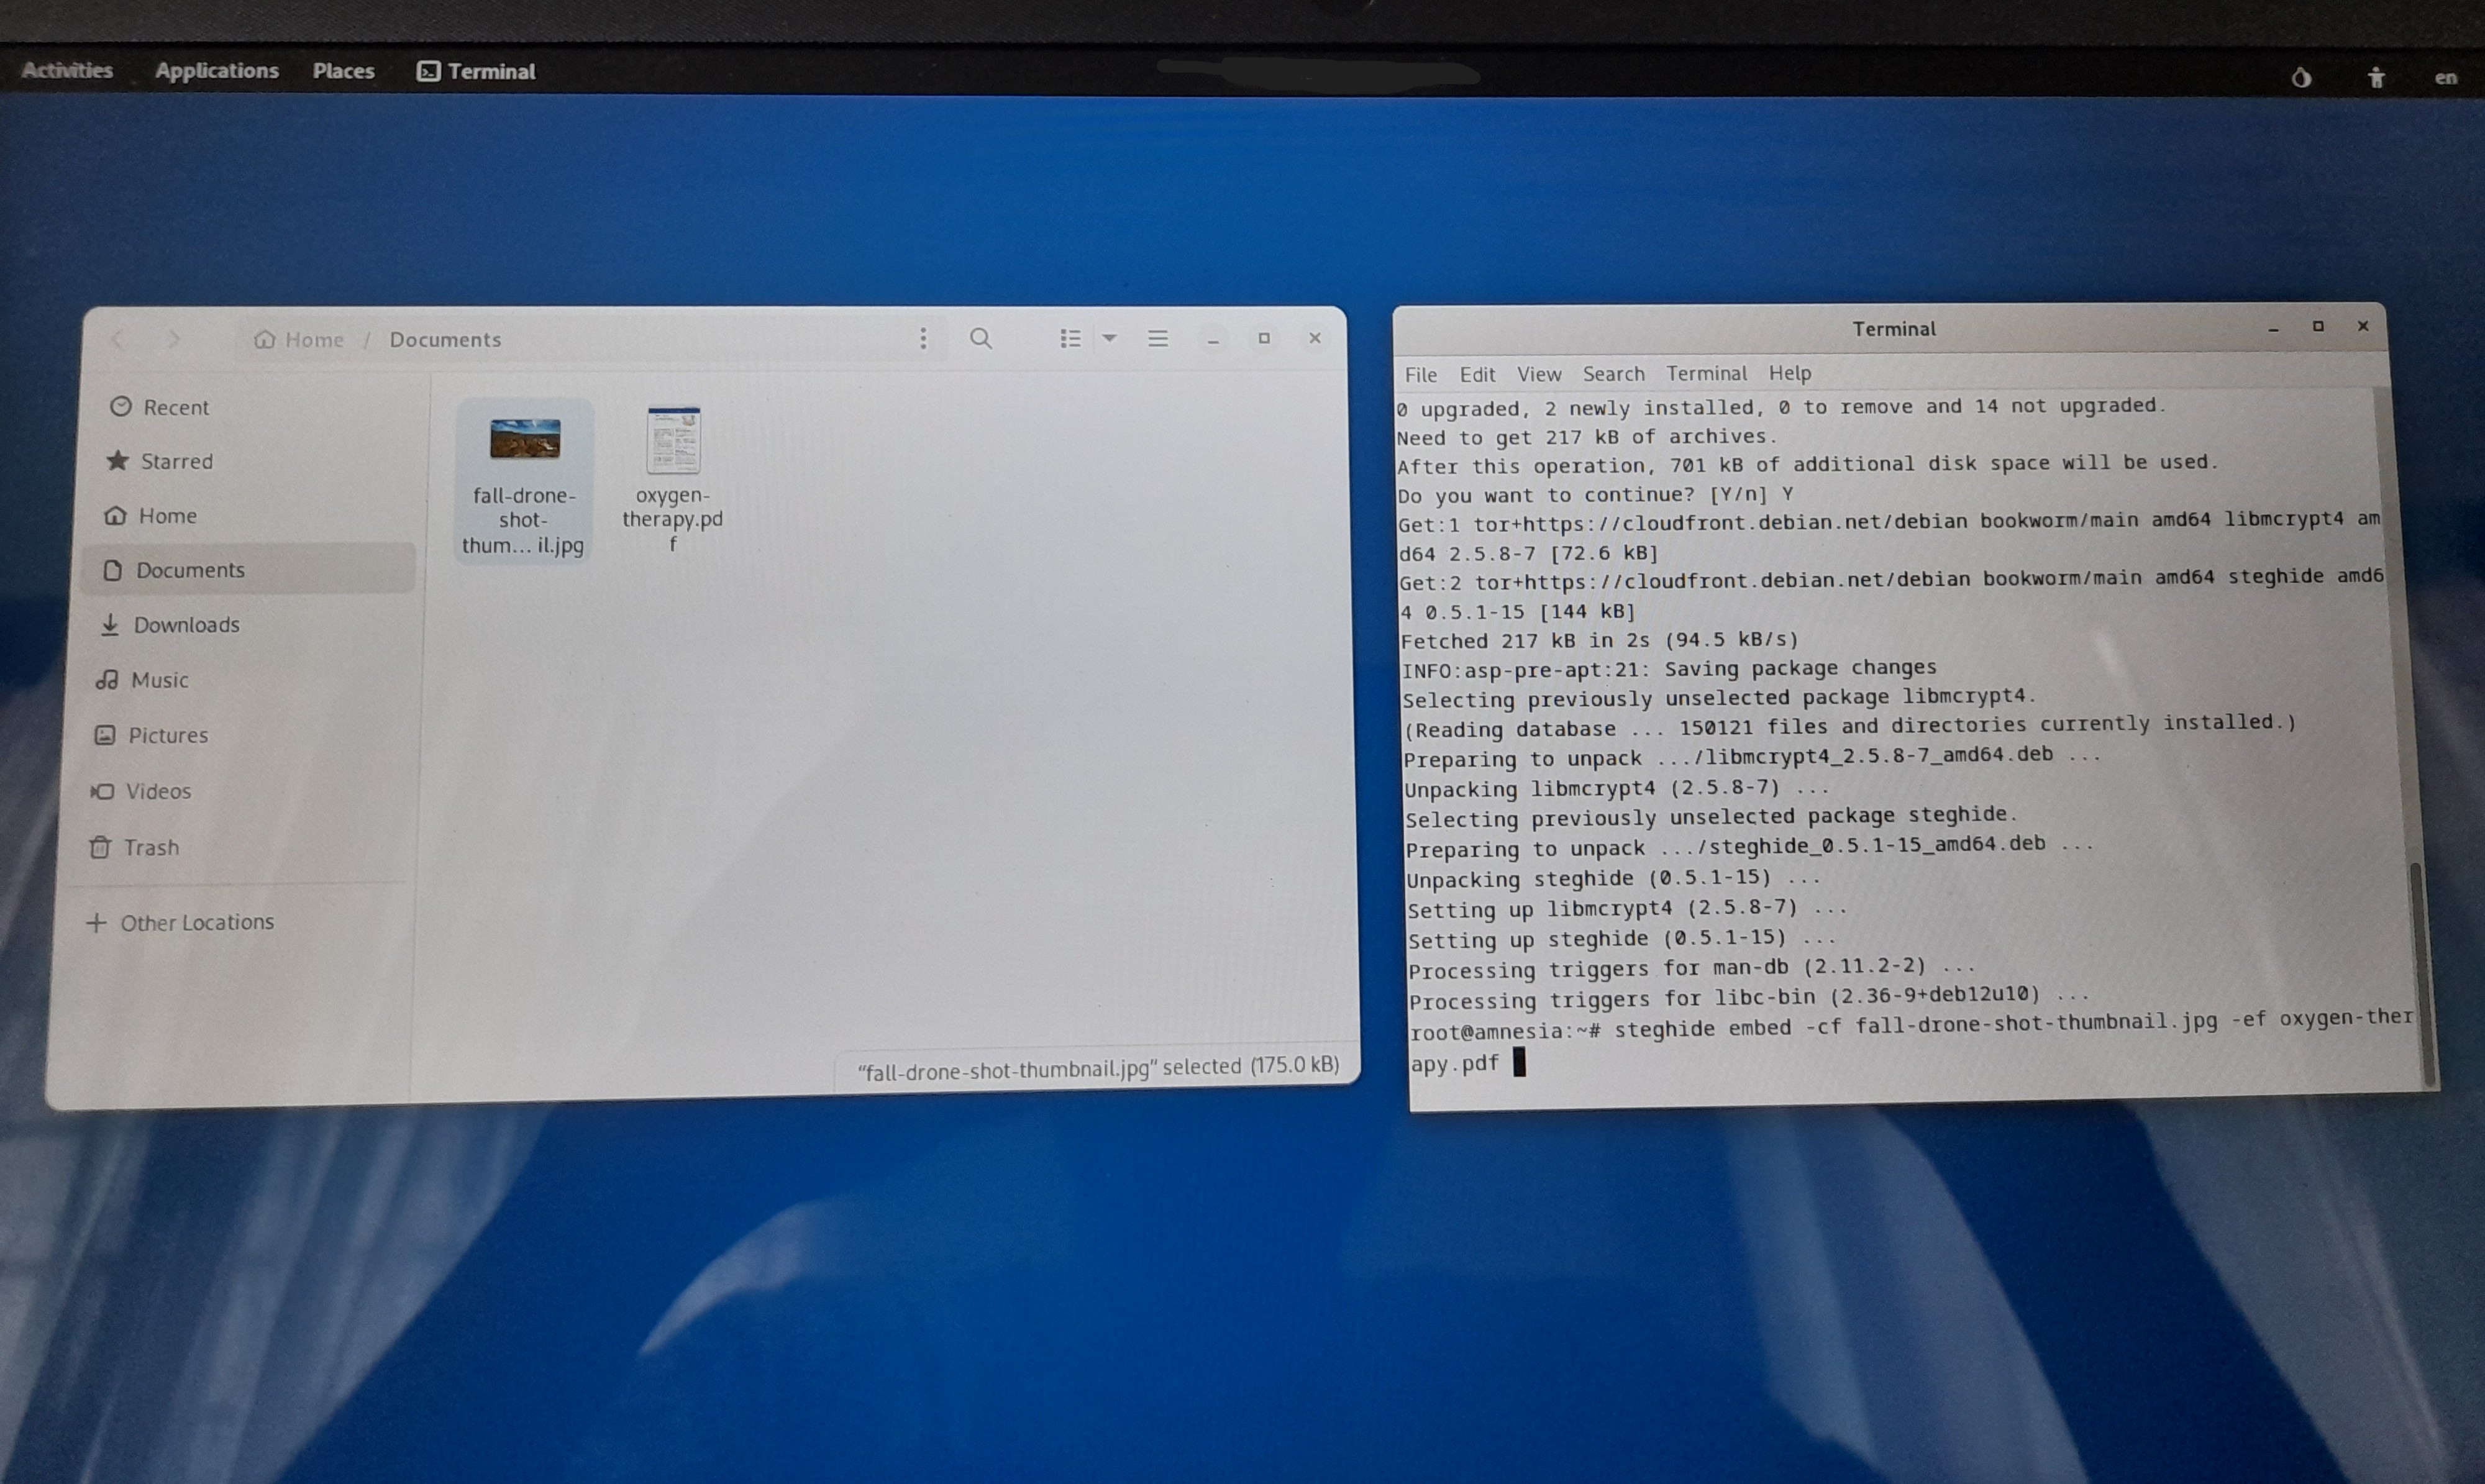 Activities Applications Places Terminal en
Home / Documents
Recent
Starred
Home
Documents
Downloads
Music
Pictures
Videos
Trash
Other Locations
fall-drone-
shot-
thum... il.jpg
oxygen-
therapy.pd
f
"fall-drone-shot-thumbnail.jpg" selected (175.0 kB)
Terminal
File Edit View Search Terminal Help
0 upgraded, 2 newly installed, 0 to remove and 14 not upgraded.
Need to get 217 kB of archives.
After this operation, 701 kB of additional disk space will be used.
Do you want to continue? [Y/n] Y
Get:1 tor+https://cloudfront.debian.net/debian bookworm/main amd64 libmcrypt4 am
d64 2.5.8-7 [72.6 kB]
Get:2 tor+https://cloudfront.debian.net/debian bookworm/main amd64 steghide amd6
4 0.5.1-15 [144 kB]
Fetched 217 kB in 2s (94.5 kB/s)
INFO:asp-pre-apt:21: Saving package changes
Selecting previously unselected package libmcrypt4.
(Reading database ... 150121 files and directories currently installed.)
Preparing to unpack .../libmcrypt4_2.5.8-7_amd64.deb ...
Unpacking libmcrypt4 (2.5.8-7) ...
Selecting previously unselected package steghide.
Preparing to unpack .../steghide_0.5.1-15_amd64.deb ...
Unpacking steghide (0.5.1-15) ...
Setting up libmcrypt4 (2.5.8-7) ...
Setting up steghide (0.5.1-15) ...
Processing triggers for man-db (2.11.2-2) ...
Processing triggers for libc-bin (2.36-9+deb12u10) ...
root@amnesia:~# steghide embed -cf fall-drone-shot-thumbnail.jpg -ef oxygen-ther
apy.pdf